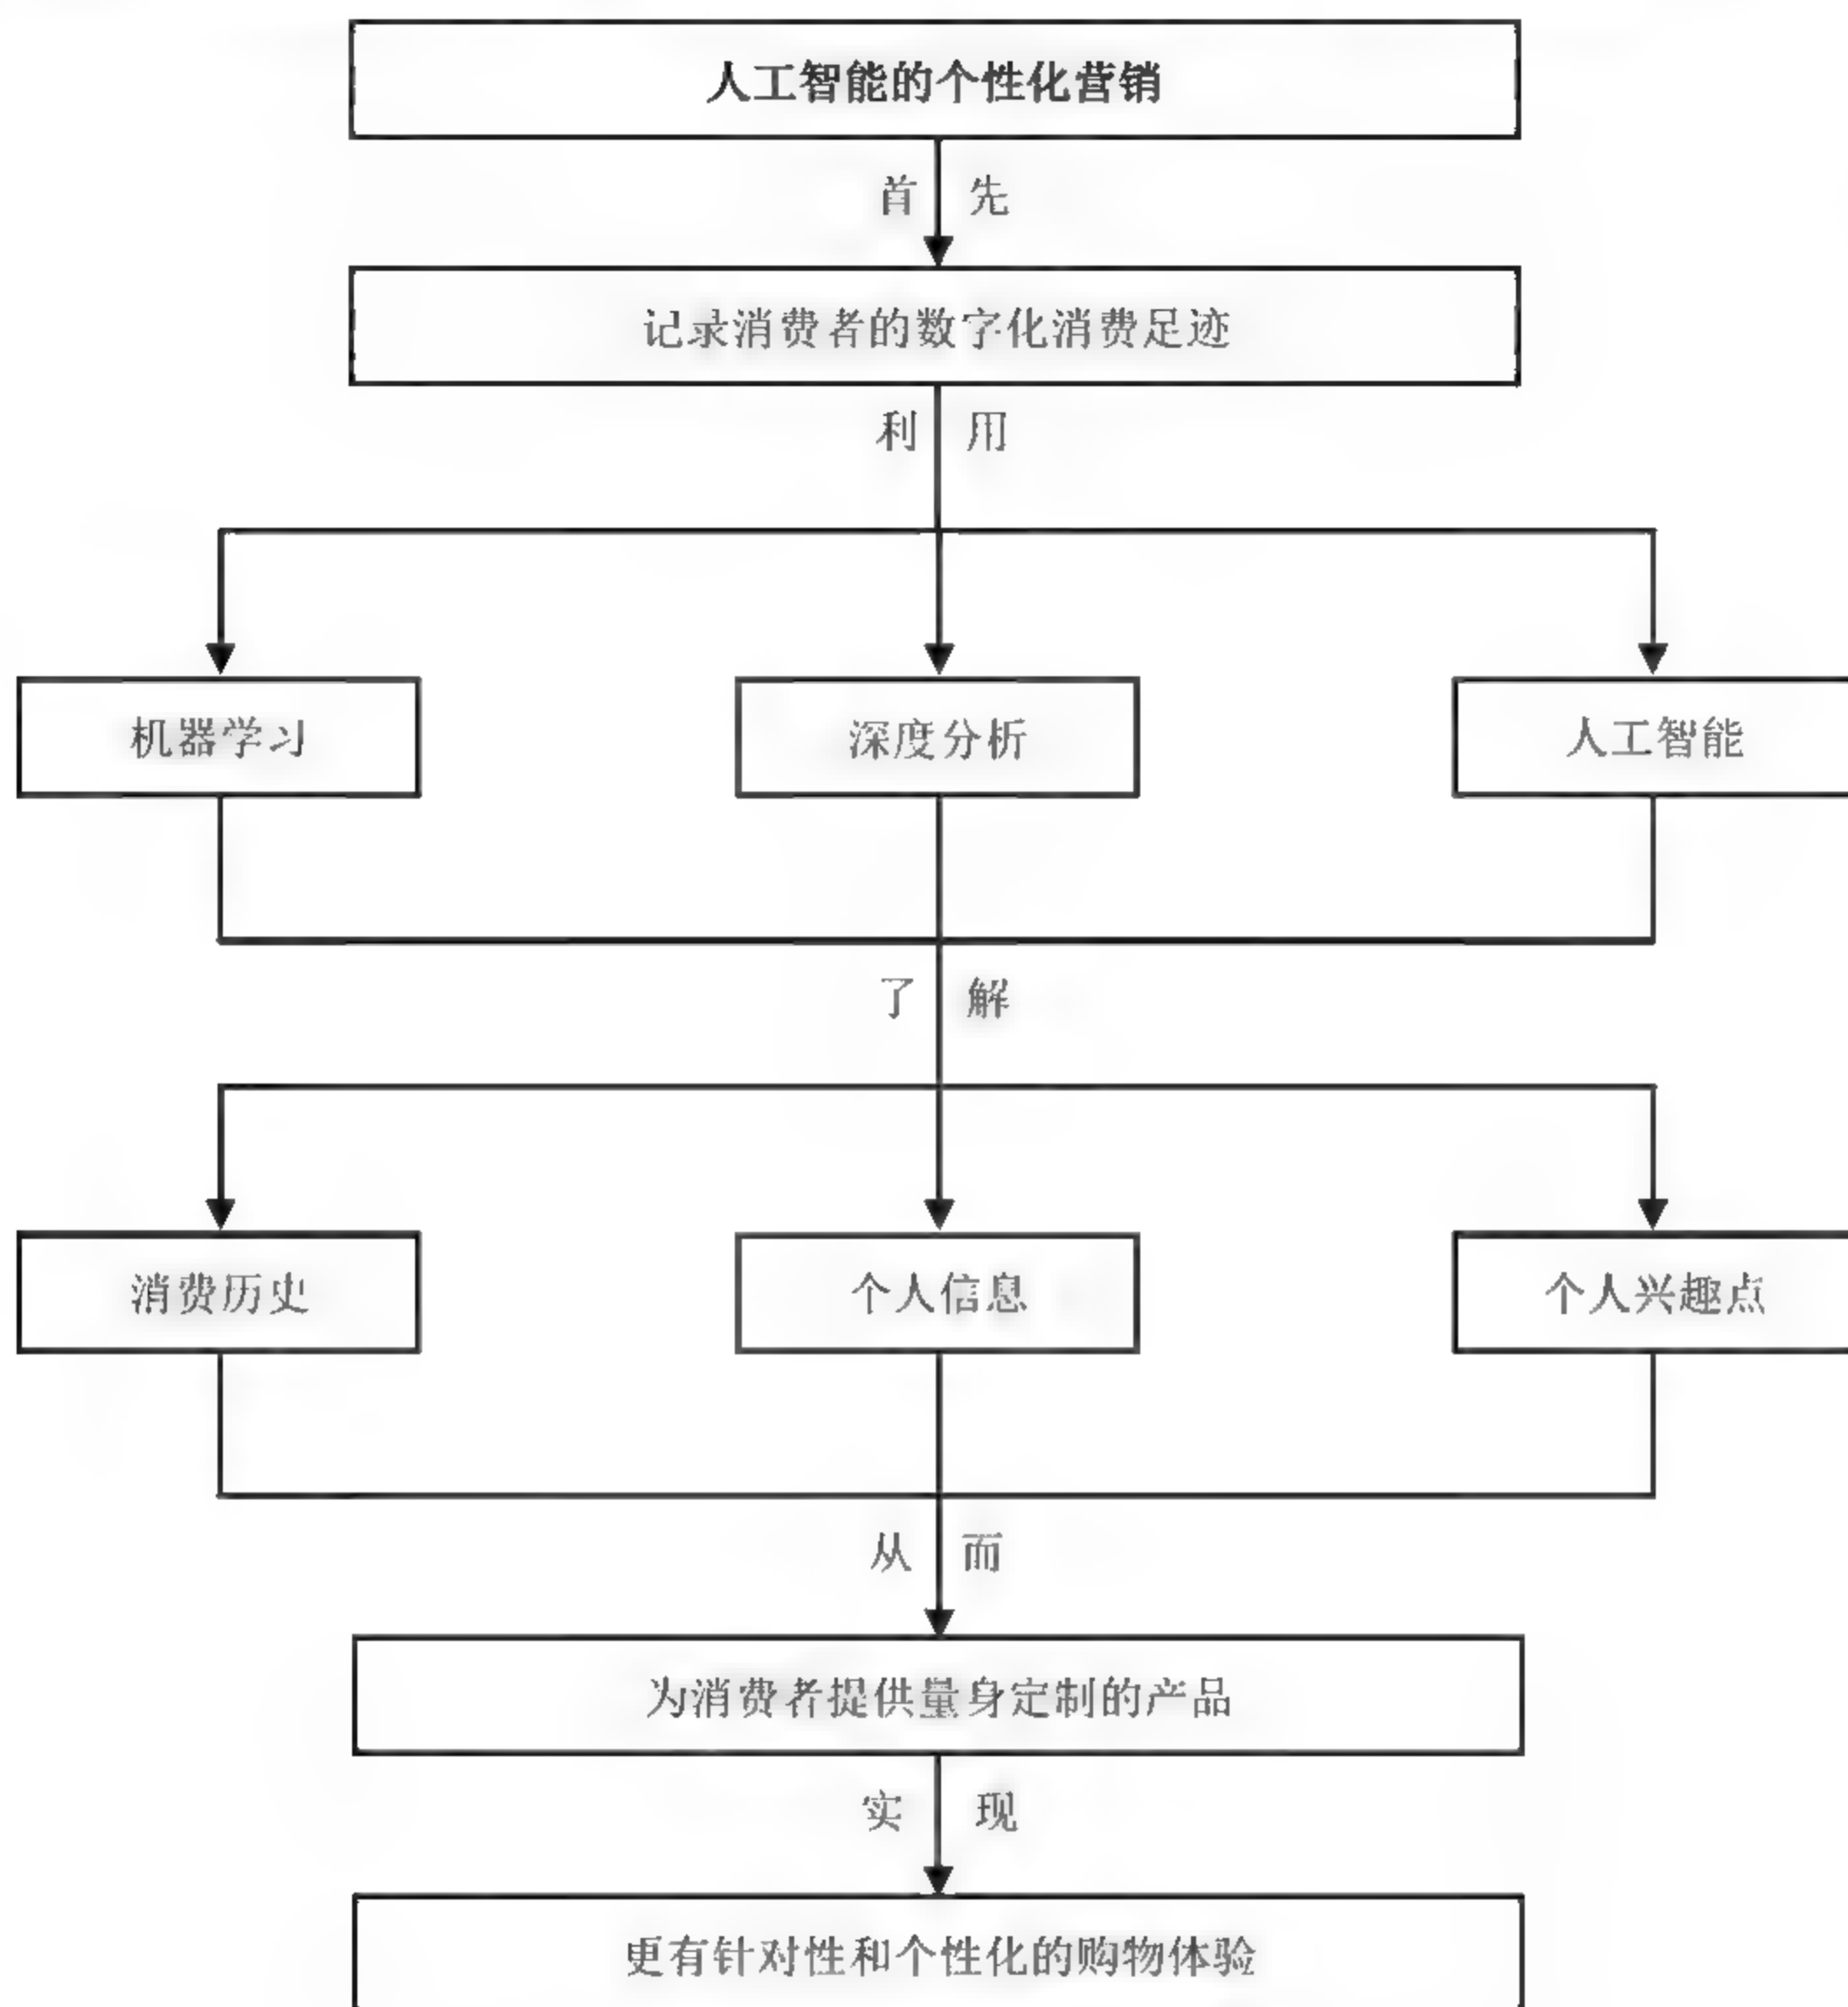 人工智能的个性化营销
首先
记录消费者的数字化消费足迹
利用
机器学习
深度分析
人工智能
了解
消费历史
个人信息
个人兴趣点
从而
为消费者提供量身定制的产品
实现
更有针对性和个性化的购物体验